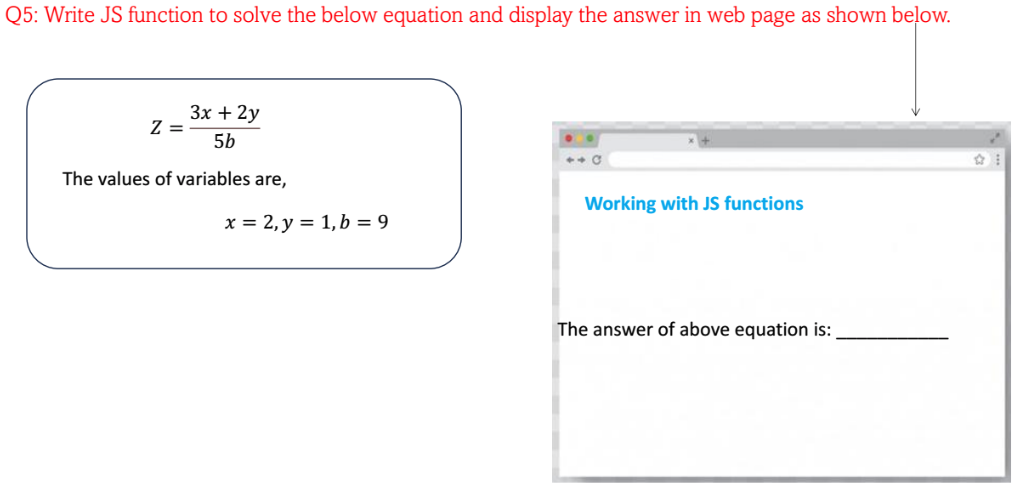 Q5: Write JS function to solve the below equation and display the answer in web page as shown below.
Z = 3x + 2y / 5b
The values of variables are,
x = 2, y = 1, b = 9
Working with JS functions
The answer of above equation is: ___________